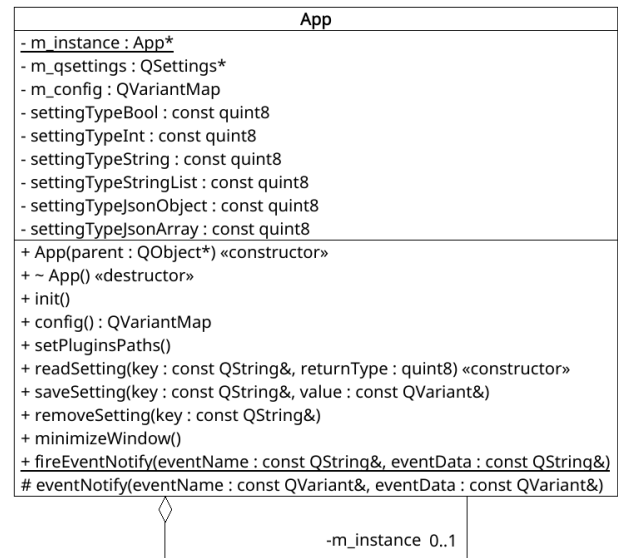 App
- m_instance : App*
- m_qsettings : QSettings*
- m_config : QVariantMap
- settingTypeBool : const quint8
- settingTypeInt : const quint8
- settingTypeString : const quint8
- settingTypeStringList : const quint8
- settingTypeJsonObject : const quint8
- settingTypeJsonArray : const quint8
+ App(parent : QObject*) «constructor»
+ ~ App() «destructor»
+ init()
+ config() : QVariantMap
+ setPluginsPaths()
+ readSetting(key : const QString&, returnType : quint8) «constructor»
+ saveSetting(key : const QString&, value : const QVariant&)
+ removeSetting(key : const QString&)
+ minimizeWindow()
+ fireEventNotify(eventName : const QString&, eventData : const QString&)
# eventNotify(eventName : const QVariant&, eventData : const QVariant&)
-m_instance 0..1